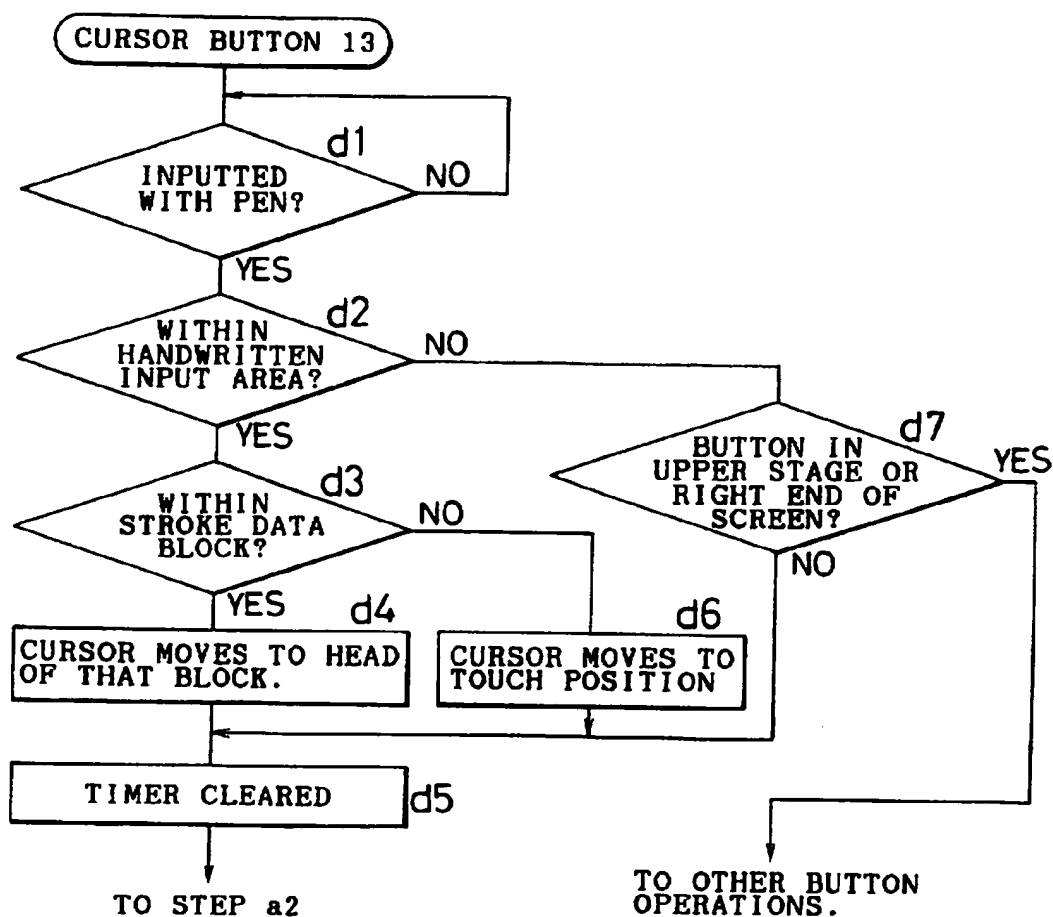 CURSOR BUTTON 13
d1
INPUTTED
WITH PEN?
NO
YES
d2
WITHIN
HANDWRITTEN
INPUT AREA?
NO
YES
d7
BUTTON IN
UPPER STAGE OR
RIGHT END OF
SCREEN?
YES
NO
d3
WITHIN
STROKE DATA
BLOCK?
NO
YES
d4
CURSOR MOVES TO HEAD
OF THAT BLOCK.
d6
CURSOR MOVES TO
TOUCH POSITION
TIMER CLEARED
d5
TO STEP a2
TO OTHER BUTTON
OPERATIONS.